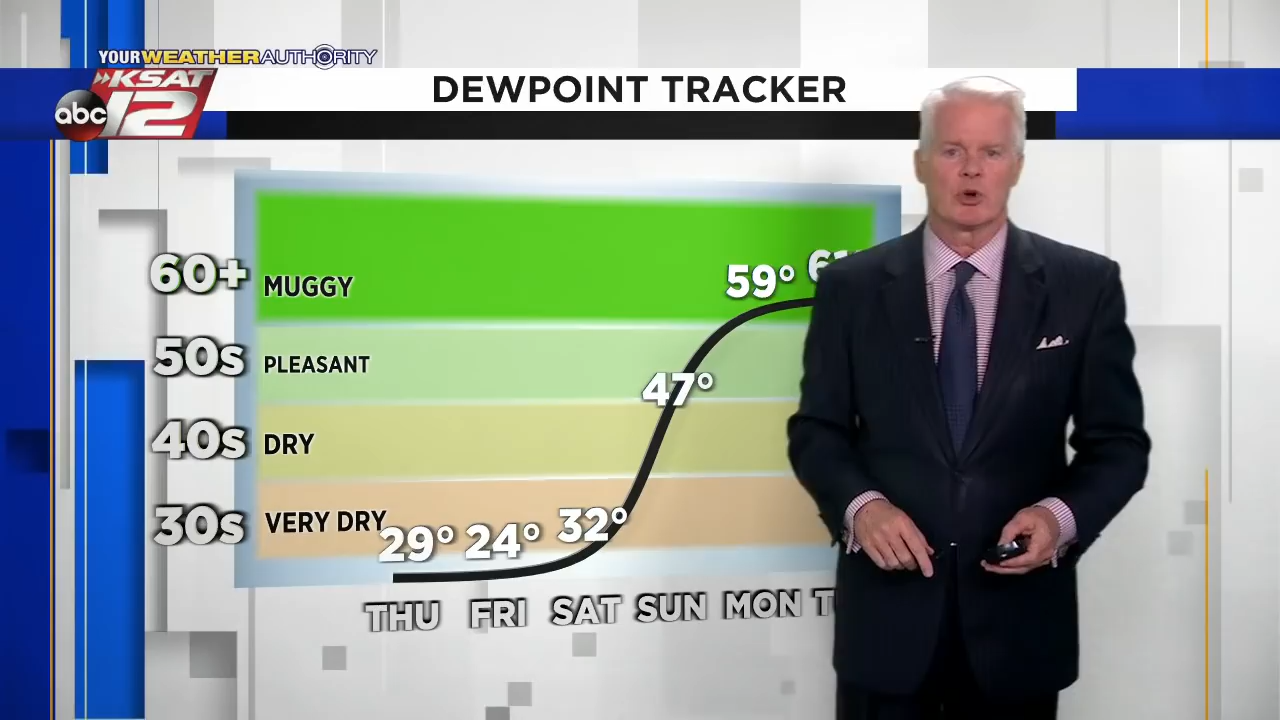 YOUR WEATHER AUTHORITY
KSAT
abc 12
DEWPOINT TRACKER
60+ MUGGY
59°
50s PLEASANT
47°
40s DRY
30s VERY DRY
29° 24° 32°
THU FRI SAT SUN MON